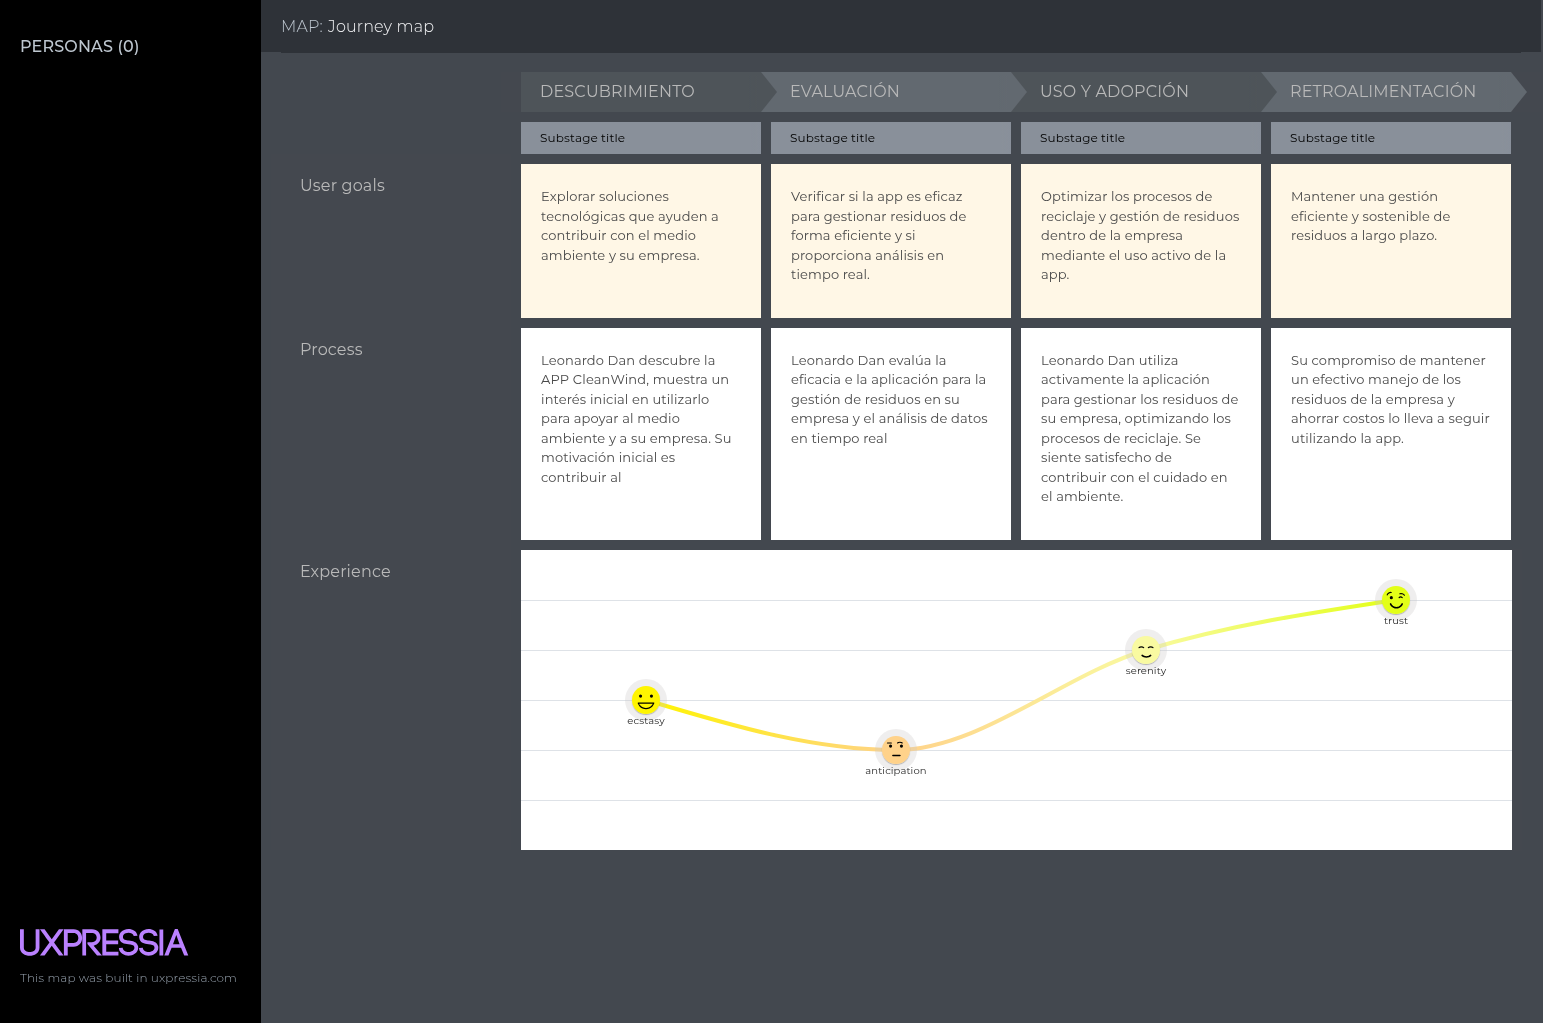 PERSONAS (0)
MAP: Journey map
DESCUBRIMIENTO
EVALUACIÓN
USO Y ADOPCIÓN
RETROALIMENTACIÓN
Substage title
Substage title
Substage title
Substage title
User goals
Explorar soluciones
tecnológicas que ayuden a
contribuir con el medio
ambiente y su empresa.
Verificar si la app es eficaz
para gestionar residuos de
forma eficiente y si
proporciona análisis en
tiempo real.
Optimizar los procesos de
reciclaje y gestión de residuos
dentro de la empresa
mediante el uso activo de la
app.
Mantener una gestión
eficiente y sostenible de
residuos a largo plazo.
Process
Leonardo Dan descubre la
APP CleanWind, muestra un
interés inicial en utilizarlo
para apoyar al medio
ambiente y a su empresa. Su
motivación inicial es
contribuir al
Leonardo Dan evalúa la
eficacia e la aplicación para la
gestión de residuos en su
empresa y el análisis de datos
en tiempo real
Leonardo Dan utiliza
activamente la aplicación
para gestionar los residuos de
su empresa, optimizando los
procesos de reciclaje. Se
siente satisfecho de
contribuir con el cuidado en
el ambiente.
Su compromiso de mantener
un efectivo manejo de los
residuos de la empresa y
ahorrar costos lo lleva a seguir
utilizando la app.
Experience
ecstasy
anticipation
serenity
trust
UXPRESSIA
This map was built in uxpressia.com